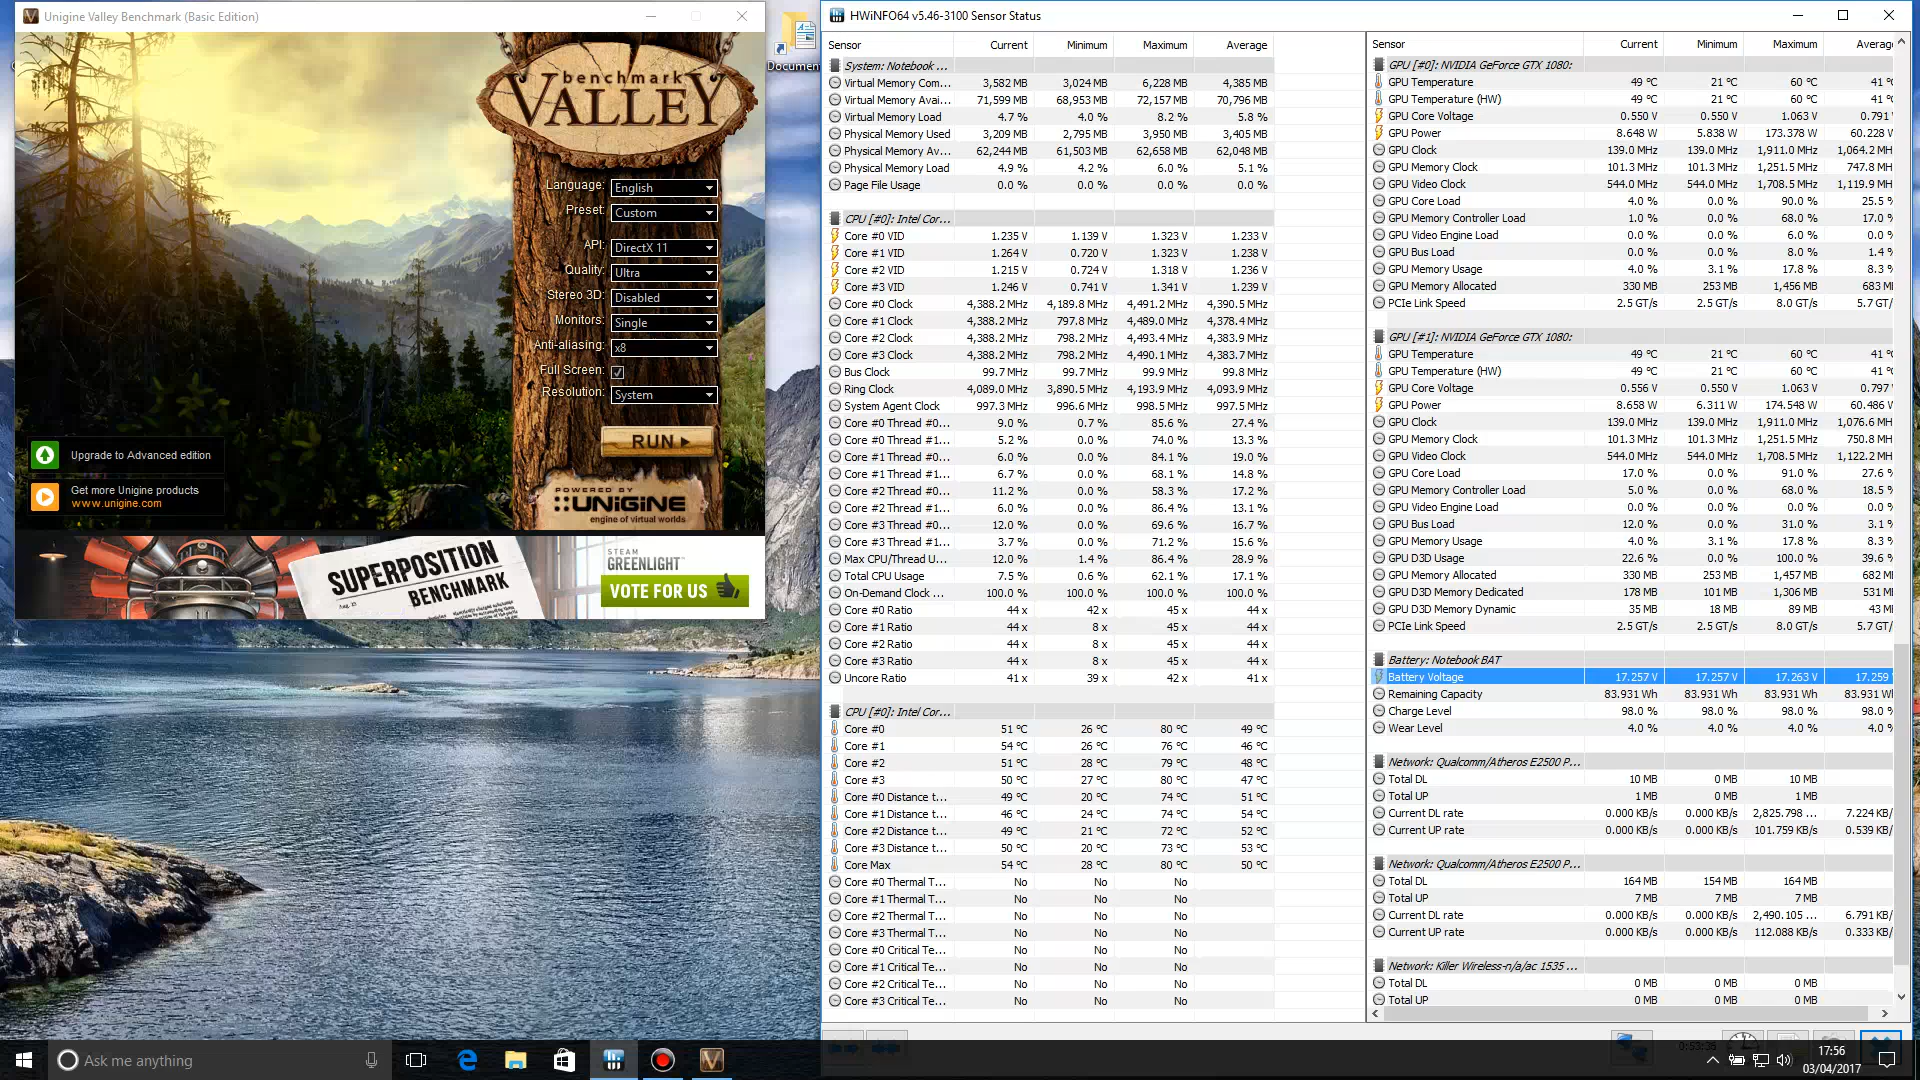 Unigine Valley Benchmark (Basic Edition)
benchmark
VALLEY
Language: English
Preset: Custom
API: DirectX 11
Quality: Ultra
Stereo 3D: Disabled
Monitors: Single
Anti-aliasing: x8
Full Screen:
Resolution: System
RUN
POWERED BY
UNIGINE
engine of virtual worlds
Upgrade to Advanced edition
Get more Unigine products
www.unigine.com
SUPERPOSITION
BENCHMARK
Aug. 23
STEAM
GREENLIGHT
VOTE FOR US
Documen
HWiNFO64 v5.46-3100 Sensor Status
Sensor Current Minimum Maximum Average
System: Notebook ...
Virtual Memory Com... 3,582 MB 3,024 MB 6,228 MB 4,385 MB
Virtual Memory Avai... 71,599 MB 68,953 MB 72,157 MB 70,796 MB
Virtual Memory Load 4.7 % 4.0 % 8.2 % 5.8 %
Physical Memory Used 3,209 MB 2,795 MB 3,950 MB 3,405 MB
Physical Memory Av... 62,244 MB 61,503 MB 62,658 MB 62,048 MB
Physical Memory Load 4.9 % 4.2 % 6.0 % 5.1 %
Page File Usage 0.0 % 0.0 % 0.0 % 0.0 %
CPU [#0]: Intel Cor...
Core #0 VID 1.235 V 1.139 V 1.323 V 1.233 V
Core #1 VID 1.264 V 0.720 V 1.323 V 1.238 V
Core #2 VID 1.215 V 0.724 V 1.318 V 1.236 V
Core #3 VID 1.246 V 0.741 V 1.341 V 1.239 V
Core #0 Clock 4,388.2 MHz 4,189.8 MHz 4,491.2 MHz 4,390.5 MHz
Core #1 Clock 4,388.2 MHz 797.8 MHz 4,489.0 MHz 4,378.4 MHz
Core #2 Clock 4,388.2 MHz 798.2 MHz 4,493.4 MHz 4,383.9 MHz
Core #3 Clock 4,388.2 MHz 798.2 MHz 4,490.1 MHz 4,383.7 MHz
Bus Clock 99.7 MHz 99.7 MHz 99.9 MHz 99.8 MHz
Ring Clock 4,089.0 MHz 3,890.5 MHz 4,193.9 MHz 4,093.9 MHz
System Agent Clock 997.3 MHz 996.6 MHz 998.5 MHz 997.5 MHz
Core #0 Thread #0... 9.0 % 0.7 % 85.6 % 27.4 %
Core #0 Thread #1... 5.2 % 0.0 % 74.0 % 13.3 %
Core #1 Thread #0... 6.0 % 0.0 % 84.1 % 19.0 %
Core #1 Thread #1... 6.7 % 0.0 % 68.1 % 14.8 %
Core #2 Thread #0... 11.2 % 0.0 % 58.3 % 17.2 %
Core #2 Thread #1... 6.0 % 0.0 % 86.4 % 13.1 %
Core #3 Thread #0... 12.0 % 0.0 % 69.6 % 16.7 %
Core #3 Thread #1... 3.7 % 0.0 % 71.2 % 15.6 %
Max CPU/Thread U... 12.0 % 1.4 % 86.4 % 28.9 %
Total CPU Usage 7.5 % 0.6 % 62.1 % 17.1 %
On-Demand Clock ... 100.0 % 100.0 % 100.0 % 100.0 %
Core #0 Ratio 44 x 42 x 45 x 44 x
Core #1 Ratio 44 x 8 x 45 x 44 x
Core #2 Ratio 44 x 8 x 45 x 44 x
Core #3 Ratio 44 x 8 x 45 x 44 x
Uncore Ratio 41 x 39 x 42 x 41 x
CPU [#0]: Intel Cor...
Core #0 51 °C 26 °C 80 °C 49 °C
Core #1 54 °C 26 °C 76 °C 46 °C
Core #2 51 °C 28 °C 79 °C 48 °C
Core #3 50 °C 27 °C 80 °C 47 °C
Core #0 Distance t... 49 °C 20 °C 74 °C 51 °C
Core #1 Distance t... 46 °C 24 °C 74 °C 54 °C
Core #2 Distance t... 49 °C 21 °C 72 °C 52 °C
Core #3 Distance t... 50 °C 20 °C 73 °C 53 °C
Core Max 54 °C 28 °C 80 °C 50 °C
Core #0 Thermal T... No No No
Core #1 Thermal T... No No No
Core #2 Thermal T... No No No
Core #3 Thermal T... No No No
Core #0 Critical Te... No No No
Core #1 Critical Te... No No No
Core #2 Critical Te... No No No
Core #3 Critical Te... No No No
Sensor Current Minimum Maximum Averag
GPU [#0]: NVIDIA GeForce GTX 1080:
GPU Temperature 49 °C 21 °C 60 °C 41 °C
GPU Temperature (HW) 49 °C 21 °C 60 °C 41 °C
GPU Core Voltage 0.550 V 0.550 V 1.063 V 0.791
GPU Power 8.648 W 5.838 W 173.378 W 60.228 W
GPU Clock 139.0 MHz 139.0 MHz 1,911.0 MHz 1,064.2 MH
GPU Memory Clock 101.3 MHz 101.3 MHz 1,251.5 MHz 747.8 MH
GPU Video Clock 544.0 MHz 544.0 MHz 1,708.5 MHz 1,119.9 MH
GPU Core Load 4.0 % 0.0 % 90.0 % 25.5 %
GPU Memory Controller Load 1.0 % 0.0 % 68.0 % 17.0 %
GPU Video Engine Load 0.0 % 0.0 % 6.0 % 0.0 %
GPU Bus Load 0.0 % 0.0 % 8.0 % 1.4 %
GPU Memory Usage 4.0 % 3.1 % 17.8 % 8.3 %
GPU Memory Allocated 330 MB 253 MB 1,456 MB 683 M
PCIe Link Speed 2.5 GT/s 2.5 GT/s 8.0 GT/s 5.7 GT/
GPU [#1]: NVIDIA GeForce GTX 1080:
GPU Temperature 49 °C 21 °C 60 °C 41 °C
GPU Temperature (HW) 49 °C 21 °C 60 °C 41 °C
GPU Core Voltage 0.556 V 0.550 V 1.063 V 0.797
GPU Power 8.658 W 6.311 W 174.548 W 60.486 W
GPU Clock 139.0 MHz 139.0 MHz 1,911.0 MHz 1,076.6 MH
GPU Memory Clock 101.3 MHz 101.3 MHz 1,251.5 MHz 750.8 MH
GPU Video Clock 544.0 MHz 544.0 MHz 1,708.5 MHz 1,122.2 MH
GPU Core Load 17.0 % 0.0 % 91.0 % 27.6 %
GPU Memory Controller Load 5.0 % 0.0 % 68.0 % 18.5 %
GPU Video Engine Load 0.0 % 0.0 % 0.0 % 0.0 %
GPU Bus Load 12.0 % 0.0 % 31.0 % 3.1 %
GPU Memory Usage 4.0 % 3.1 % 17.8 % 8.3 %
GPU D3D Usage 22.6 % 0.0 % 100.0 % 39.6 %
GPU Memory Allocated 330 MB 253 MB 1,457 MB 682 M
GPU D3D Memory Dedicated 178 MB 101 MB 1,306 MB 531 M
GPU D3D Memory Dynamic 35 MB 18 MB 89 MB 43 M
PCIe Link Speed 2.5 GT/s 2.5 GT/s 8.0 GT/s 5.7 GT/
Battery: Notebook BAT
Battery Voltage 17.257 V 17.257 V 17.263 V 17.259
Remaining Capacity 83.931 Wh 83.931 Wh 83.931 Wh 83.931 W
Charge Level 98.0 % 98.0 % 98.0 % 98.0 %
Wear Level 4.0 % 4.0 % 4.0 % 4.0 %
Network: Qualcomm/Atheros E2500 P...
Total DL 10 MB 0 MB 10 MB
Total UP 1 MB 0 MB 1 MB
Current DL rate 0.000 KB/s 0.000 KB/s 2,825.798 ... 7.224 KB/
Current UP rate 0.000 KB/s 0.000 KB/s 101.759 KB/s 0.539 KB/
Network: Qualcomm/Atheros E2500 P...
Total DL 164 MB 154 MB 164 MB
Total UP 7 MB 7 MB 7 MB
Current DL rate 0.000 KB/s 0.000 KB/s 2,490.105 ... 6.791 KB/
Current UP rate 0.000 KB/s 0.000 KB/s 112.088 KB/s 0.333 KB/
Network: Killer Wireless-n/a/ac 1535 ...
Total DL 0 MB 0 MB 0 MB
Total UP 0 MB 0 MB 0 MB
Ask me anything
17:56
03/04/2017